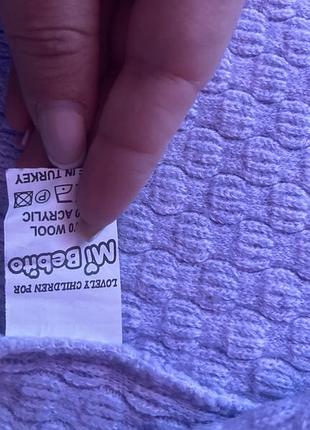 LOVELY CHILDREN FOR
Mi Bebito
WOOL
ACRYLIC
IN TURKEY